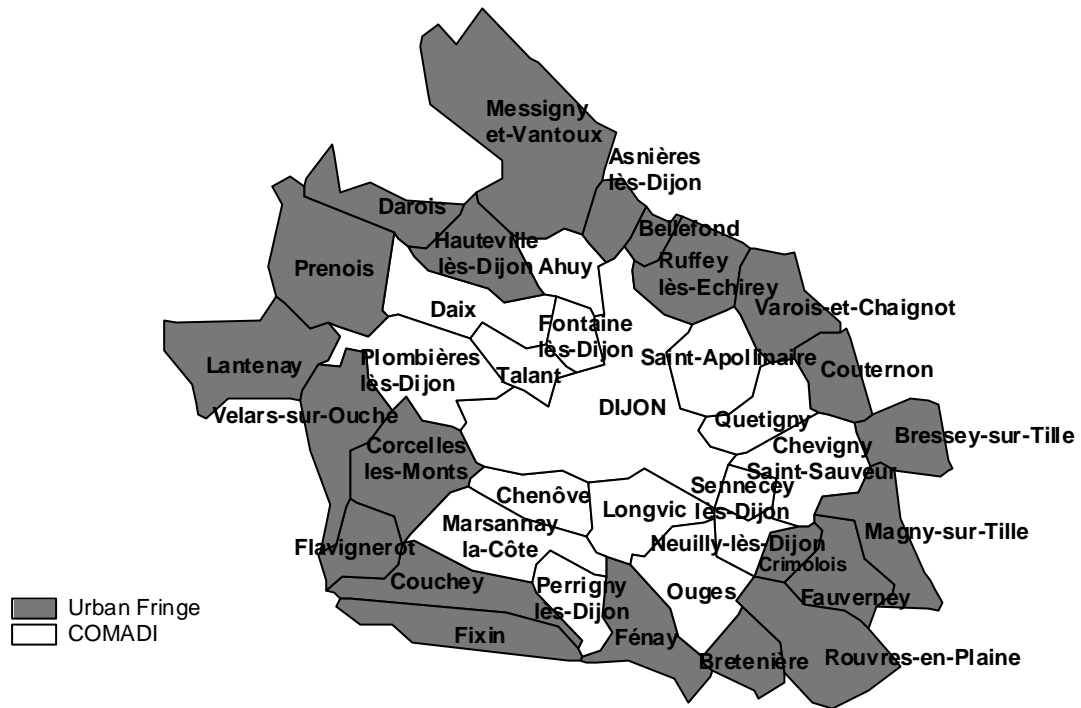 Messigny
et-Vantoux
Asnières
lès-Dijon
Darois
Bellefond
Hauteville
lès-Dijon
Ahuy
Ruffey
lès-Echirey
Prenois
Varois-et-Chaignot
Daix
Fontaine
lès-Dijon
Lantenay
Plombières
lès-Dijon
Talant
Saint-Apollinaire
Couternon
Velars-sur-Ouche
DIJON
Quetigny
Corcelles
les-Monts
Chevigny
Saint-Sauveur
Bressey-sur-Tille
Chenôve
Longvic
Sennecey
lès-Dijon
Marsannay
la-Côte
Magny-sur-Tille
Flavignerot
Neuilly-lès-Dijon
Crimolois
Couchey
Perrigny
les-Dijon
Ouges
Fauverney
Fixin
Fénay
Bretenière
Rouvres-en-Plaine
Urban Fringe
COMADI